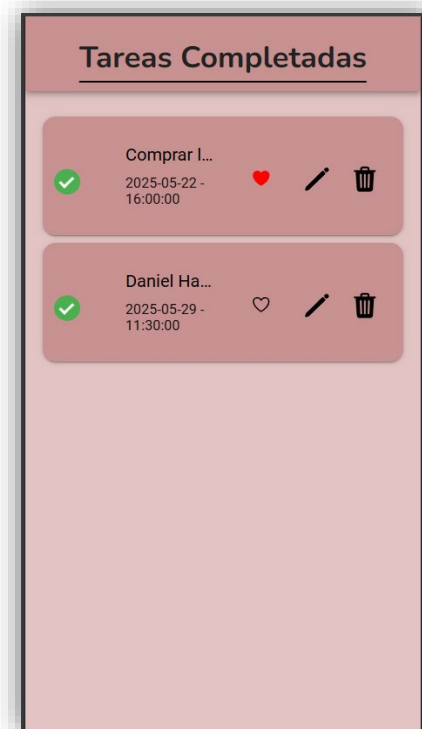 Tareas Completadas
Comprar l...
2025-05-22 -
16:00:00
Daniel Ha...
2025-05-29 -
11:30:00